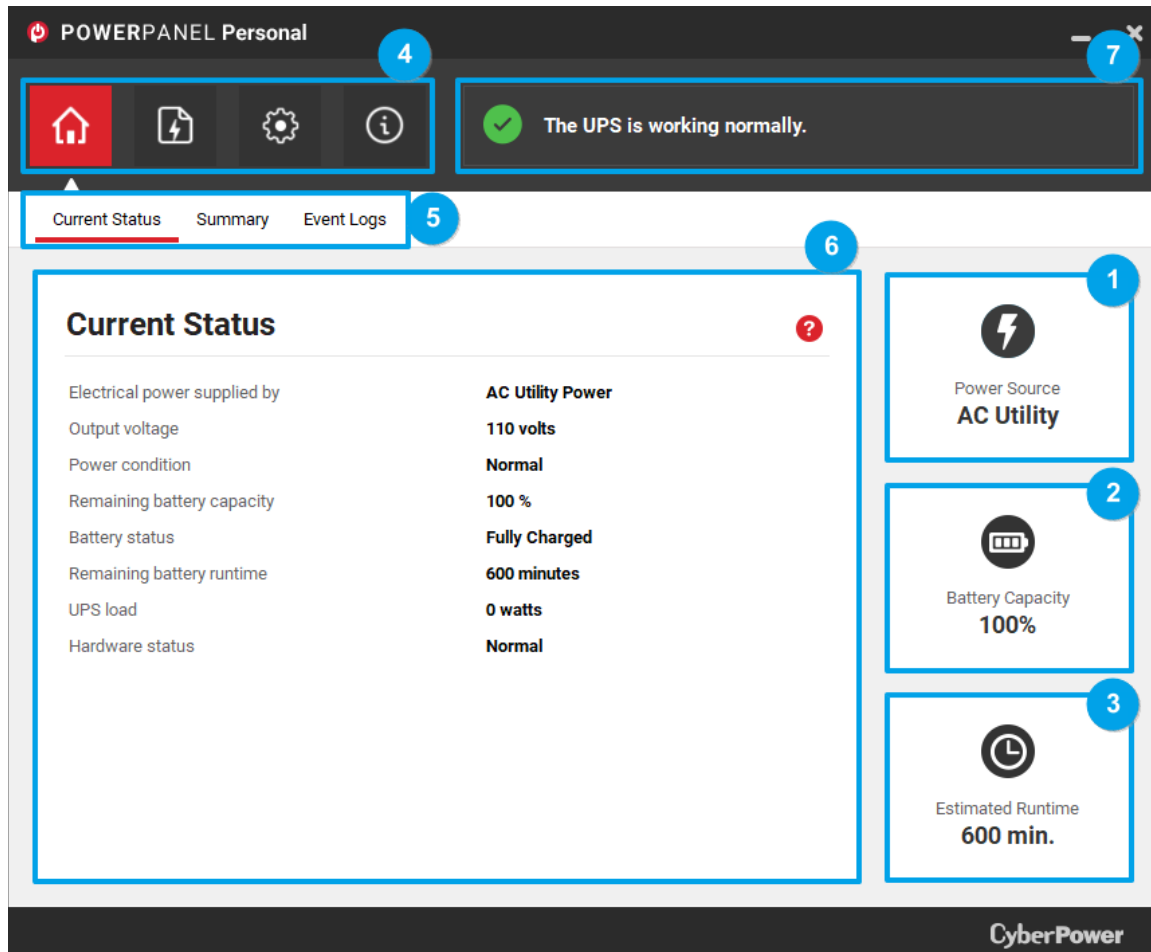 POWERPANEL Personal
4
7
The UPS is working normally.
Current Status Summary Event Logs
5
6
Current Status
?
Electrical power supplied by AC Utility Power
Output voltage 110 volts
Power condition Normal
Remaining battery capacity 100 %
Battery status Fully Charged
Remaining battery runtime 600 minutes
UPS load 0 watts
Hardware status Normal
1
Power Source
AC Utility
2
Battery Capacity
100%
3
Estimated Runtime
600 min.
CyberPower